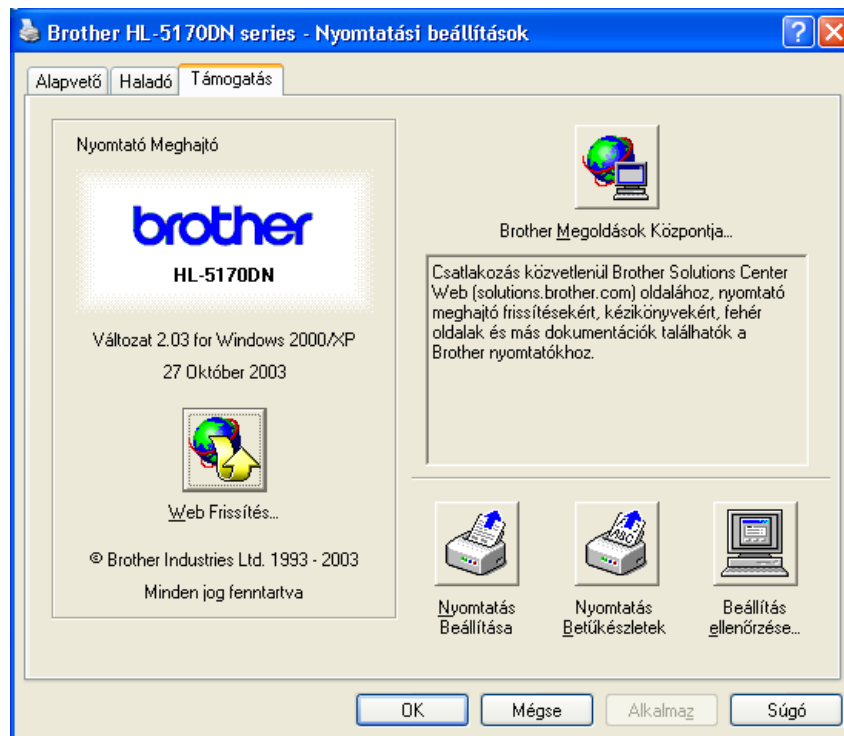 Brother HL-5170DN series - Nyomtatási beállítások
Alapvető Haladó Támogatás
Nyomtató Meghajtó
brother
HL-5170DN
Változat 2.03 for Windows 2000/XP
27 Október 2003
Web Frissítés...
© Brother Industries Ltd. 1993 - 2003
Minden jog fenntartva
Brother Megoldások Központja...
Csatlakozás közvetlenül Brother Solutions Center
Web (solutions.brother.com) oldalához, nyomtató
meghajtó frissítésekért, kézikönyvekért, fehér
oldalak és más dokumentációk találhatók a
Brother nyomtatókhoz.
Nyomtatás
Beállítása
Nyomtatás
Betűkészletek
Beállítás
ellenőrzése...
OK Mégse Alkalmaz Súgó